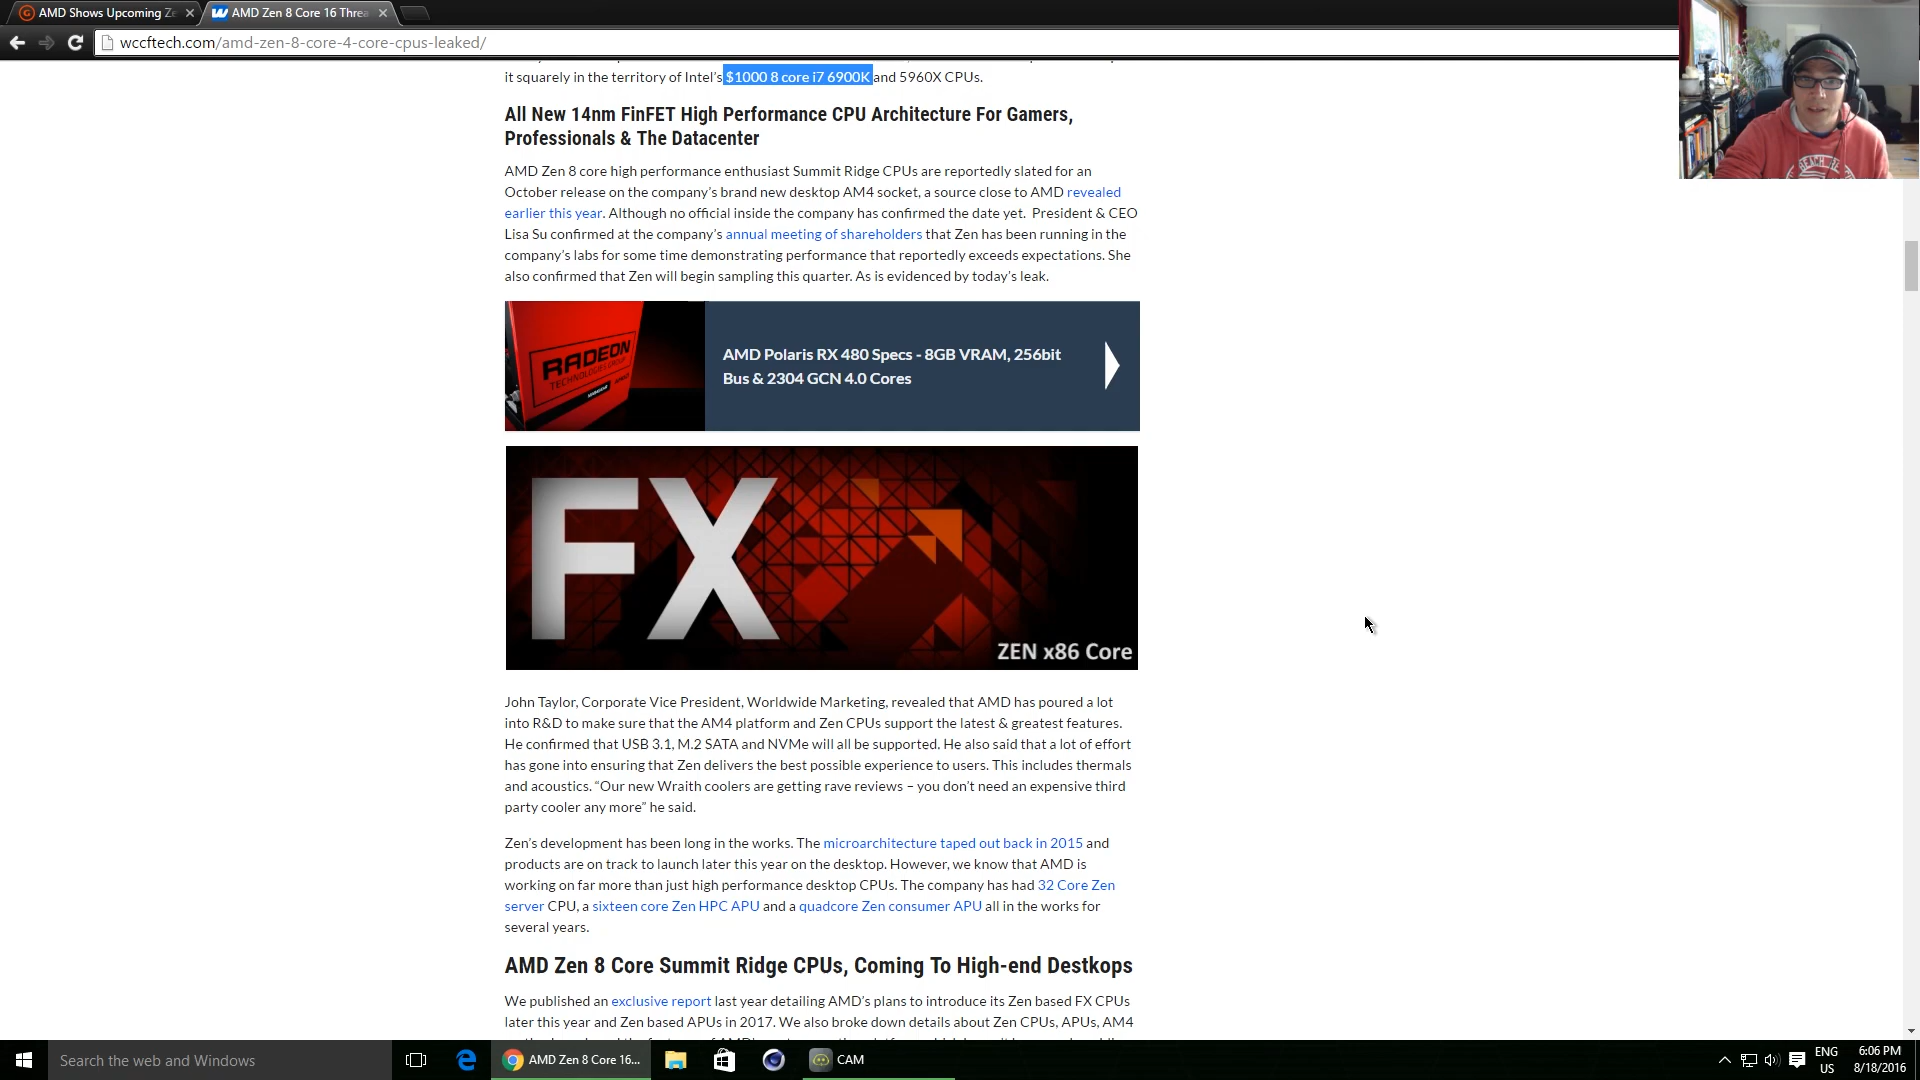 AMD Shows Upcoming Ze
AMD Zen 8 Core 16 Threa
wccftech.com/amd-zen-8-core-4-core-cpus-leaked/
it squarely in the territory of Intel’s $1000 8 core i7 6900K and 5960X CPUs.
All New 14nm FinFET High Performance CPU Architecture For Gamers,
Professionals & The Datacenter
AMD Zen 8 core high performance enthusiast Summit Ridge CPUs are reportedly slated for an
October release on the company’s brand new desktop AM4 socket, a source close to AMD revealed
earlier this year. Although no official inside the company has confirmed the date yet. President & CEO
Lisa Su confirmed at the company’s annual meeting of shareholders that Zen has been running in the
company’s labs for some time demonstrating performance that reportedly exceeds expectations. She
also confirmed that Zen will begin sampling this quarter. As is evidenced by today’s leak.
RADEON
TECHNOLOGIES GROUP
AMD Polaris RX 480 Specs - 8GB VRAM, 256bit
Bus & 2304 GCN 4.0 Cores
FX
ZEN x86 Core
John Taylor, Corporate Vice President, Worldwide Marketing, revealed that AMD has poured a lot
into R&D to make sure that the AM4 platform and Zen CPUs support the latest & greatest features.
He confirmed that USB 3.1, M.2 SATA and NVMe will all be supported. He also said that a lot of effort
has gone into ensuring that Zen delivers the best possible experience to users. This includes thermals
and acoustics. “Our new Wraith coolers are getting rave reviews – you don’t need an expensive third
party cooler any more” he said.
Zen’s development has been long in the works. The microarchitecture taped out back in 2015 and
products are on track to launch later this year on the desktop. However, we know that AMD is
working on far more than just high performance desktop CPUs. The company has had 32 Core Zen
server CPU, a sixteen core Zen HPC APU and a quadcore Zen consumer APU all in the works for
several years.
AMD Zen 8 Core Summit Ridge CPUs, Coming To High-end Destkops
We published an exclusive report last year detailing AMD’s plans to introduce its Zen based FX CPUs
later this year and Zen based APUs in 2017. We also broke down details about Zen CPUs, APUs, AM4
Search the web and Windows
AMD Zen 8 Core 16...
CAM
ENG
US
6:06 PM
8/18/2016